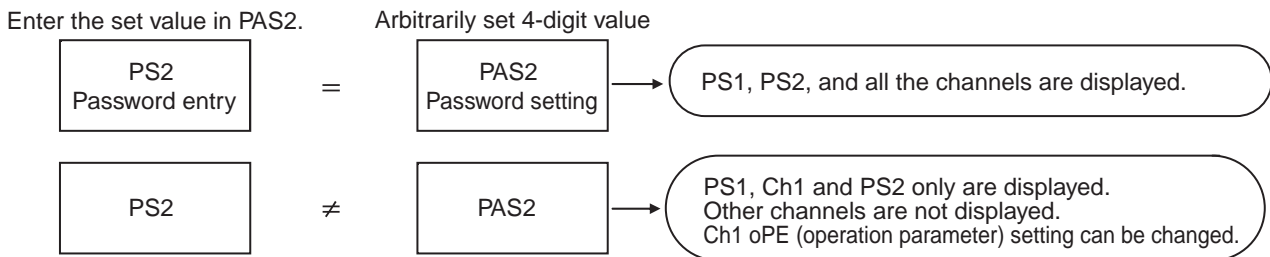 Enter the set value in PAS2.
Arbitrarily set 4-digit value
PS2
Password entry
=
PAS2
Password setting
PS1, PS2, and all the channels are displayed.
PS2
≠
PAS2
PS1, Ch1 and PS2 only are displayed.
Other channels are not displayed.
Ch1 oPE (operation parameter) setting can be changed.